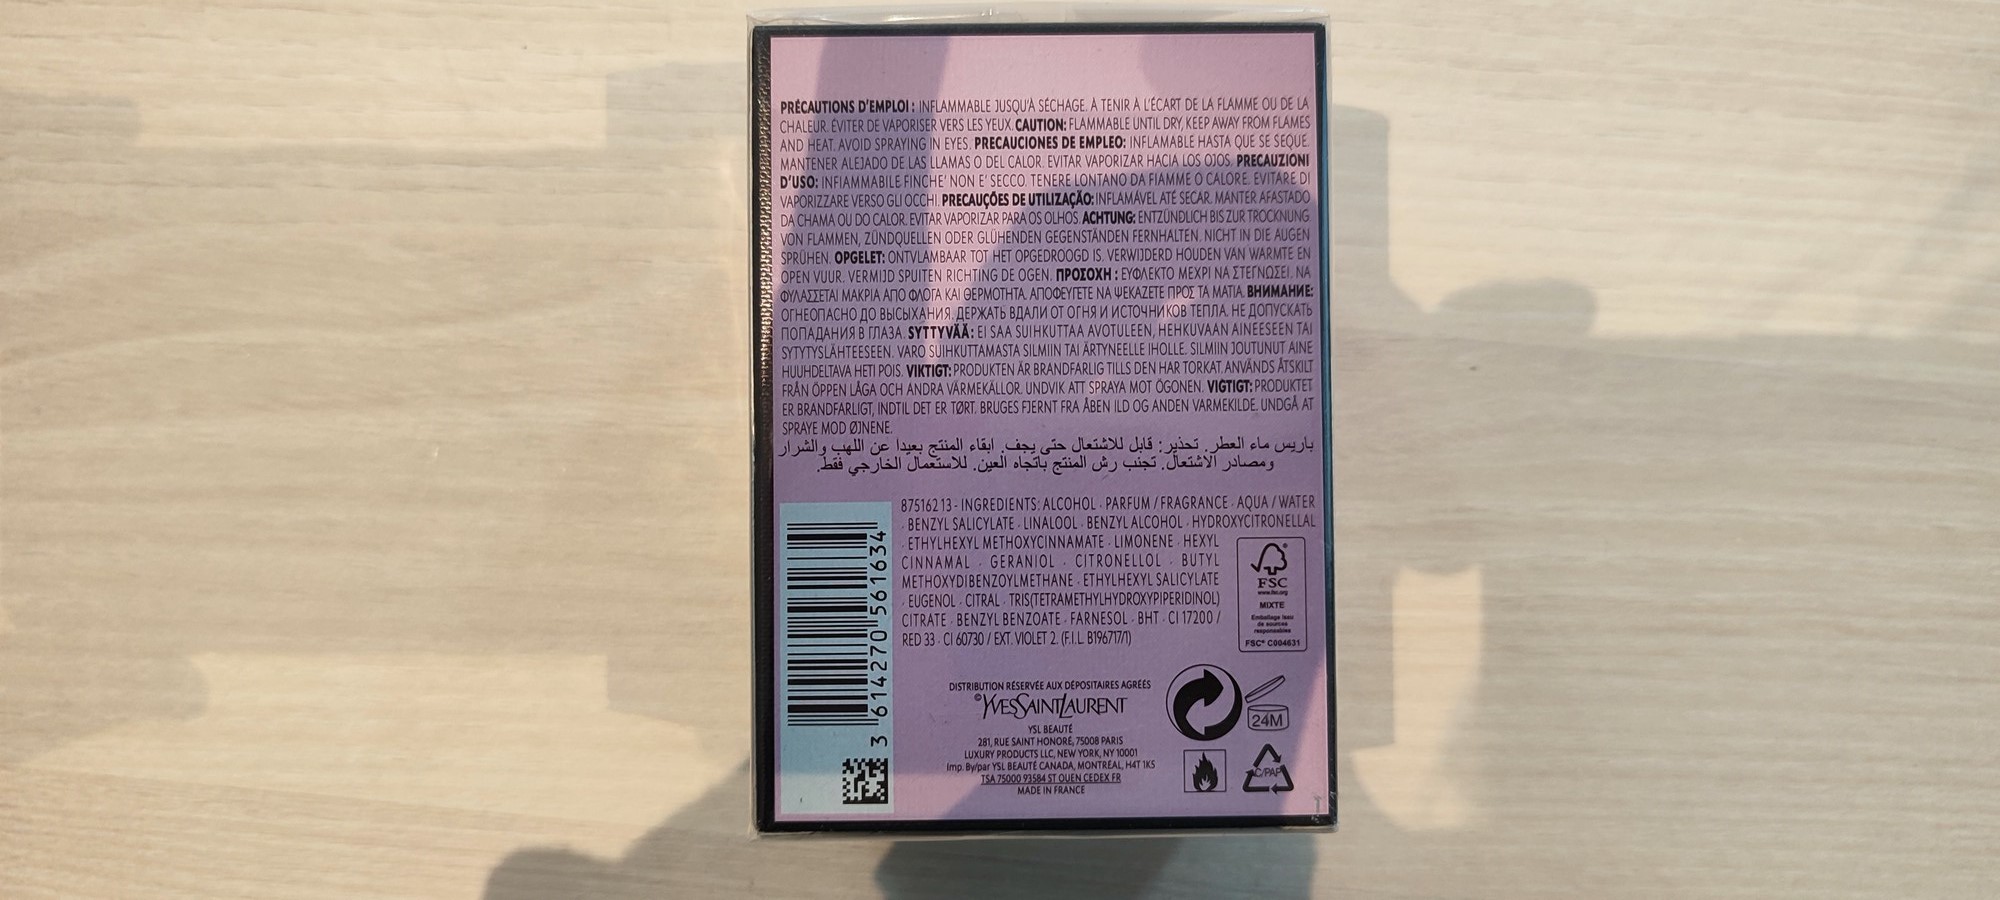 PRÉCAUTIONS D'EMPLOI : INFLAMMABLE JUSQU'À SÉCHAGE. À TENIR À L'ÉCART DE LA FLAMME OU DE LA
CHALEUR. ÉVITER DE VAPORISER VERS LES YEUX. CAUTION: FLAMMABLE UNTIL DRY, KEEP AWAY FROM FLAMES
AND HEAT. AVOID SPRAYING IN EYES. PRECAUCIONES DE EMPLEO: INFLAMABLE HASTA QUE SE SEQUE.
MANTENER ALEJADO DE LAS LLAMAS O DEL CALOR. EVITAR VAPORIZAR HACIA LOS OJOS. PRECAUZIONI
D'USO: INFIAMMABILE FINCHE' NON E' SECCO. TENERE LONTANO DA FIAMME O CALORE. EVITARE DI
VAPORIZZARE VERSO GLI OCCHI. PRECAUÇÕES DE UTILIZAÇÃO: INFLAMÁVEL ATÉ SECAR. MANTER AFASTADO
DA CHAMA OU DO CALOR. EVITAR VAPORIZAR PARA OS OLHOS. ACHTUNG: ENTZÜNDLICH BIS ZUR TROCKNUNG.
VON FLAMMEN, ZÜNDQUELLEN ODER GLÜHENDEN GEGENSTÄNDEN FERNHALTEN. NICHT IN DIE AUGEN
SPRÜHEN. OPGELET: ONTVLAMBAAR TOT HET OPGEDROOGD IS. VERWIJDERD HOUDEN VAN WARMTE EN
OPEN VUUR. VERMIJD SPUITEN RICHTING DE OGEN. ΠΡΟΣΟΧΗ : ΕΥΦΛΕΚΤΟ ΜΕΧΡΙ ΝΑ ΣΤΕΓΝΩΣΕΙ. ΝΑ
ΦΥΛΑΣΣΕΤΑΙ ΜΑΚΡΙΑ ΑΠΟ ΦΛΟΓΑ ΚΑΙ ΘΕΡΜΟΤΗΤΑ. ΑΠΟΦΕΥΓΕΤΕ ΝΑ ΨΕΚΑΖΕΤΕ ΠΡΟΣ ΤΑ ΜΑΤΙΑ. ВНИМАНИЕ:
ОГНЕОПАСНО ДО ВЫСЫХАНИЯ. ДЕРЖАТЬ ВДАЛИ ОТ ОГНЯ И ИСТОЧНИКОВ ТЕПЛА. НЕ ДОПУСКАТЬ
ПОПАДАНИЯ В ГЛАЗА. SYTTYVÄÄ: EI SAA SUIHKUTTAA AVOTULEEN, HEHKUVAAN AINEESEEN TAI
SYTYTYSLÄHTEESEEN. VARO SUIHKUTTAMASTA SILMIIN TAI ÄRTYNEELLE IHOLLE. SILMIIN JOUTUNUT AINE
HUUHDELTAVA HETI POIS. VIKTIGT: PRODUKTEN ÄR BRANDFARLIG TILLS DEN HAR TORKAT. ANVÄNDS ÅTSKILT
FRÅN ÖPPEN LÅGA OCH ANDRA VÄRMEKÄLLOR. UNDVIK ATT SPRAYA MOT ÖGONEN. VIGTIGT: PRODUKTET
ER BRANDFARLIGT, INDTIL DET ER TØRT. BRUGES FJERNT FRA ÅBEN ILD OG ANDEN VARMEKILDE. UNDGÅ AT
SPRAYE MOD ØJNENE.
باريس ماء العطر. تحذير: قابل للاشتعال حتى يجف. ابقاء المنتج بعيدا عن اللهب والشرار
ومصادر الاشتعال. تجنب رش المنتج باتجاه العين. للاستعمال الخارجي فقط.
875162 13 - INGREDIENTS: ALCOHOL · PARFUM / FRAGRANCE · AQUA / WATER
· BENZYL SALICYLATE · LINALOOL · BENZYL ALCOHOL · HYDROXYCITRONELLAL
· ETHYLHEXYL METHOXYCINNAMATE · LIMONENE · HEXYL
CINNAMAL · GERANIOL · CITRONELLOL · BUTYL
METHOXYDIBENZOYLMETHANE · ETHYLHEXYL SALICYLATE
· EUGENOL · CITRAL · TRIS(TETRAMETHYLHYDROXYPIPERIDINOL)
CITRATE · BENZYL BENZOATE · FARNESOL · BHT · CI 17200 /
RED 33 · CI 60730 / EXT. VIOLET 2. (F.I.L. B196717/1)
3 614270 561634
FSC
www.fsc.org
MIXTE
Emballage issu
de sources
responsables
FSC® C004631
DISTRIBUTION RÉSERVÉE AUX DÉPOSITAIRES AGRÉÉS
©YVESSAINTLAURENT
YSL BEAUTÉ
281, RUE SAINT HONORÉ, 75008 PARIS
LUXURY PRODUCTS LLC, NEW YORK, NY 10001
Imp. By/par YSL BEAUTÉ CANADA, MONTREAL, H4T 1K5
TSA 75000 93584 ST OUEN CEDEX FR
MADE IN FRANCE
24M
C/PAP